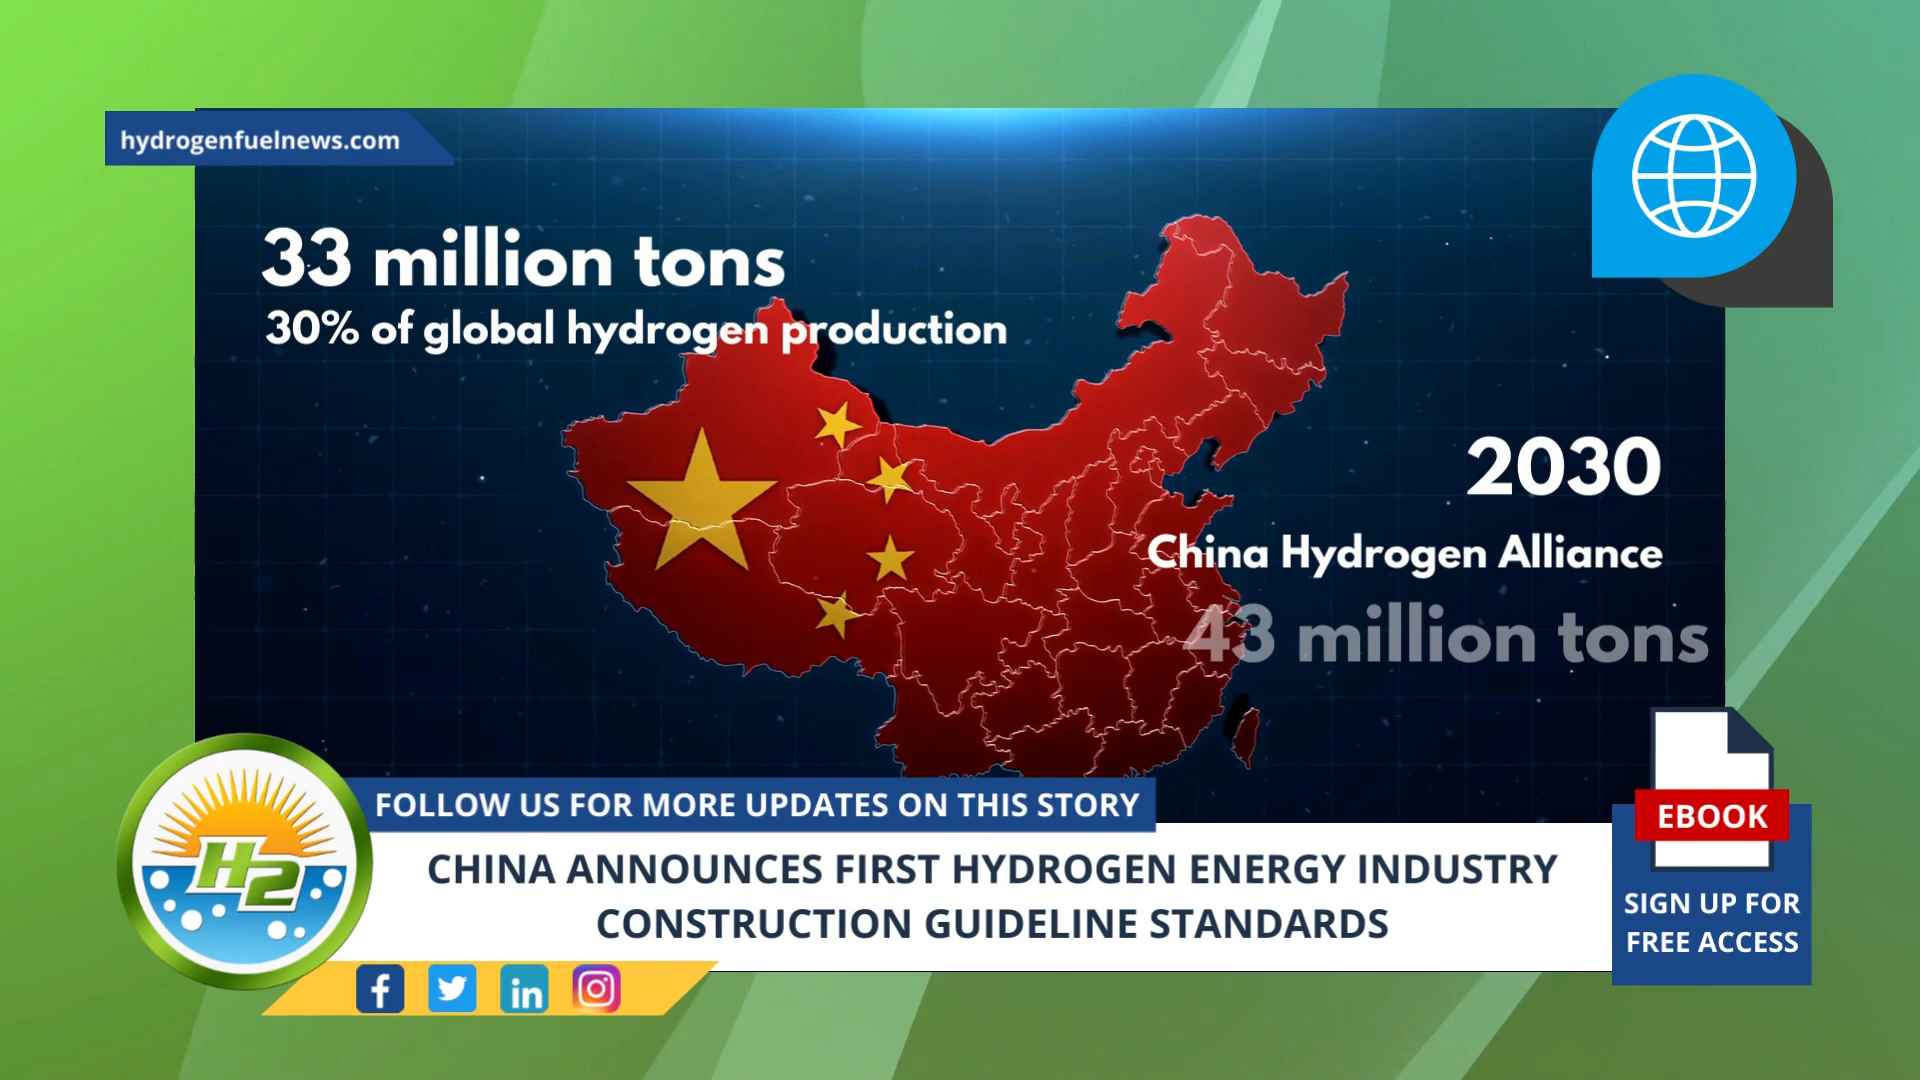 hydrogenfuelnews.com
33 million tons
30% of global hydrogen production
2030
China Hydrogen Alliance
43 million tons
FOLLOW US FOR MORE UPDATES ON THIS STORY
CHINA ANNOUNCES FIRST HYDROGEN ENERGY INDUSTRY
CONSTRUCTION GUIDELINE STANDARDS
H2
EBOOK
SIGN UP FOR
FREE ACCESS